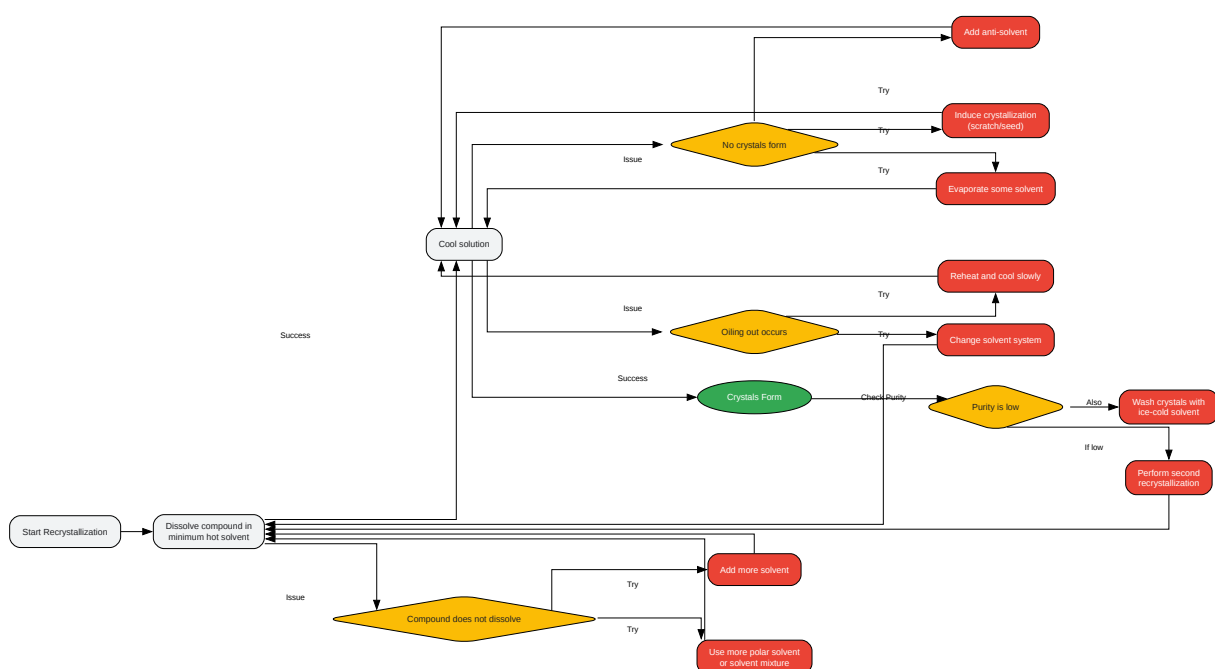 Add anti-solvent
Try
Induce crystallization
(scratch/seed)
Try
No crystals form
Issue
Try
Evaporate some solvent
Cool solution
Reheat and cool slowly
Try
Issue
Oiling out occurs
Try
Change solvent system
Success
Success
Crystals Form
Check Purity
Purity is low
Also
Wash crystals with
ice-cold solvent
If low
Perform second
recrystallization
Start Recrystallization
Dissolve compound in
minimum hot solvent
Add more solvent
Try
Issue
Compound does not dissolve
Try
Use more polar solvent
or solvent mixture